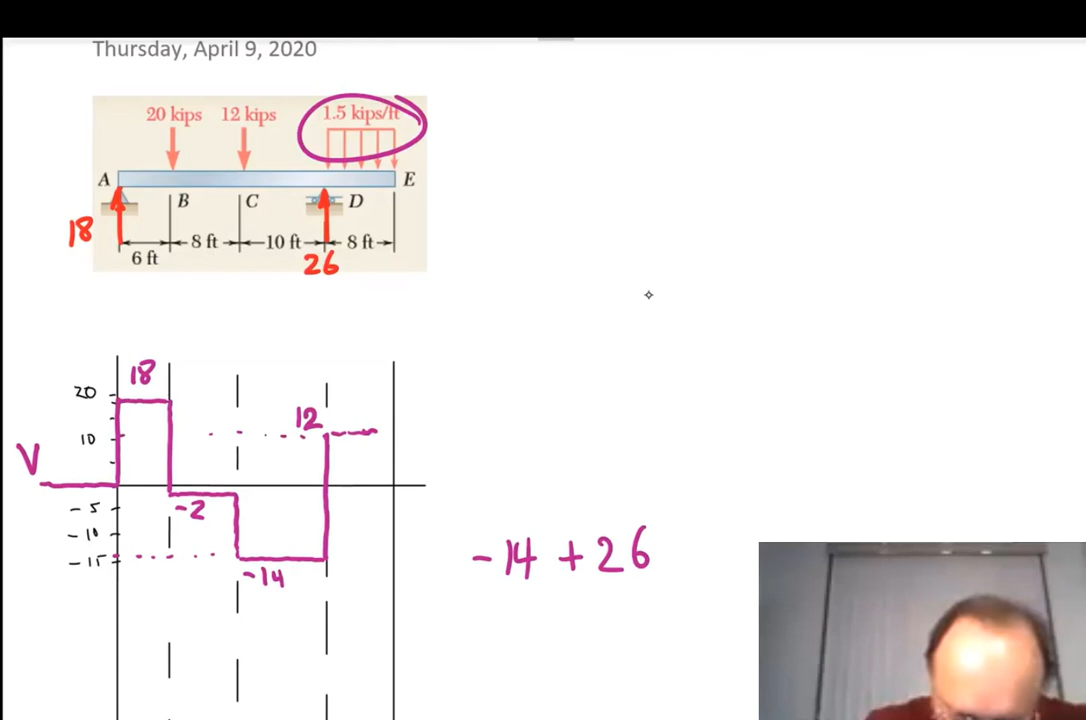 Thursday, April 9, 2020
20 kips 12 kips 1.5 kips/ft
A E
B C D
18
8 ft 10 ft 8 ft
6 ft
26
18
20
12
10
V
-2
-5
-10
-14 + 26
-15
-14